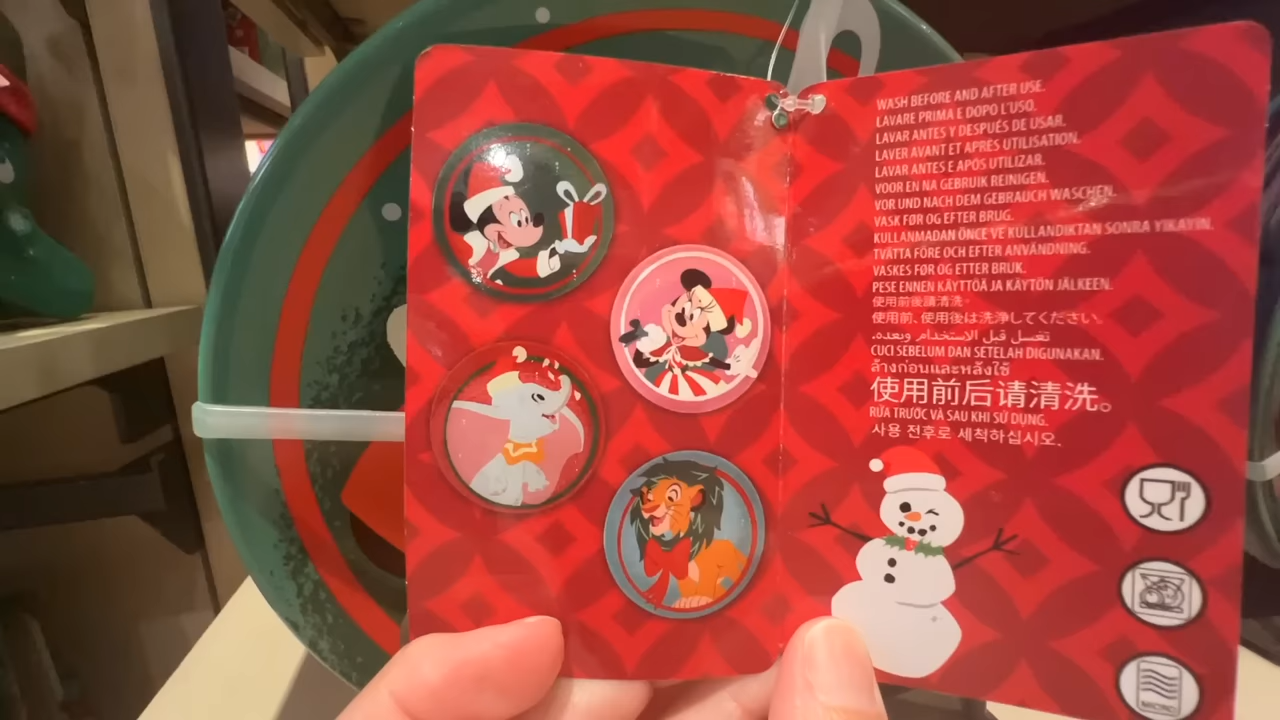 WASH BEFORE AND AFTER USE.
LAVARE PRIMA E DOPO L'USO.
LAVAR ANTES Y DESPUÉS DE USAR.
LAVER AVANT ET APRÈS UTILISATION.
LAVAR ANTES E APÓS UTILIZAR.
VOOR EN NA GEBRUIK REINIGEN.
VOR UND NACH DEM GEBRAUCH WASCHEN.
VASK FØR OG EFTER BRUG.
KULLANMADAN ÖNCE VE KULLANDIKTAN SONRA YIKAYIN.
TVÄTTA FÖRE OCH EFTER ANVÄNDNING.
VASKES FØR OG ETTER BRUK.
PESE ENNEN KÄYTTÖÄ JA KÄYTÖN JÄLKEEN.
使用前後請清洗。
使用前、使用後は洗浄してください。
تغسل قبل الاستخدام وبعده.
CUCI SEBELUM DAN SETELAH DIGUNAKAN.
ล้างก่อนและหลังใช้
使用前后请清洗。
RỬA TRƯỚC VÀ SAU KHI SỬ DỤNG.
사용 전후로 세척하십시오.
MICRO